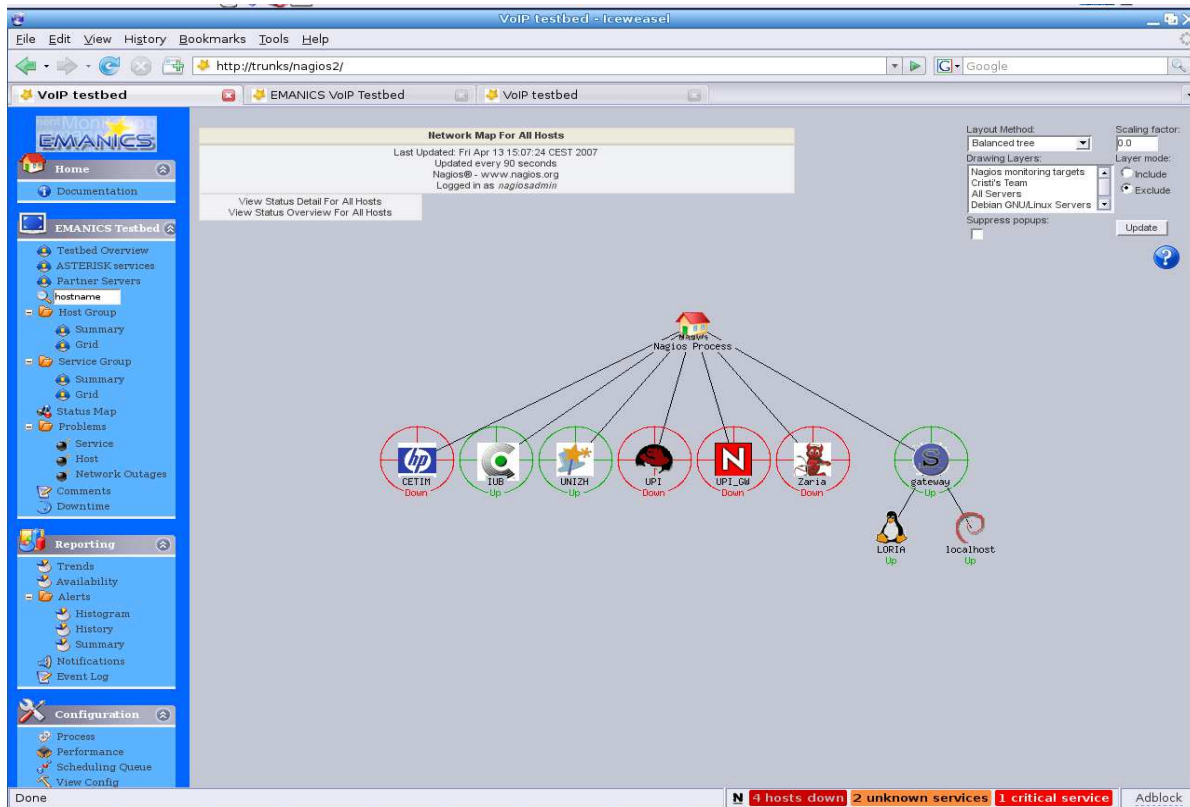 VoIP testbed - Iceweasel
File Edit View History Bookmarks Tools Help
http://trunks/nagios2/
G Google
VoIP testbed
EMANICS VoIP Testbed
VoIP testbed
EMANICS
Home
Documentation
EMANICS Testbed
Testbed Overview
ASTERISK services
Partner Servers
hostname
Host Group
Summary
Grid
Service Group
Summary
Grid
Status Map
Problems
Service
Host
Network Outages
Comments
Downtime
Reporting
Trends
Availability
Alerts
Histogram
History
Summary
Notifications
Event Log
Configuration
Process
Performance
Scheduling Queue
View Config
Network Map For All Hosts
Last Updated: Fri Apr 13 15:07:24 CEST 2007
Updated every 90 seconds
Nagios® - www.nagios.org
Logged in as nagiosadmin
View Status Detail For All Hosts
View Status Overview For All Hosts
Layout Method:
Balanced tree
Scaling factor:
0.0
Drawing Layers:
Nagios monitoring targets
Cristi's Team
All Servers
Debian GNU/Linux Servers
Layer mode:
Include
Exclude
Suppress popups:
Update
?
Nagios Process
hp
CETIM
Down
IUB
Up
UNIZH
Up
UPI
Down
N
UPI_GW
Down
Zaria
Down
S
gateway
Up
LORIA
Up
localhost
Up
Done
N 4 hosts down 2 unknown services 1 critical service Adblock